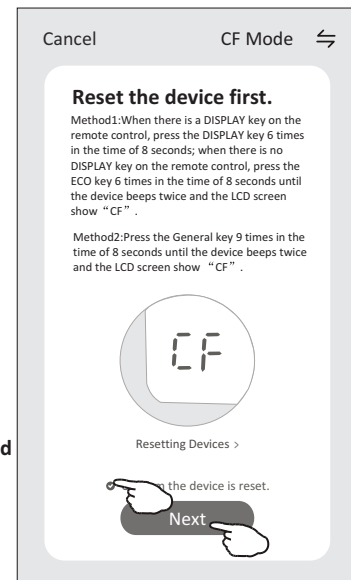 Cancel CF Mode
Reset the device first.
Method1:When there is a DISPLAY key on the
remote control, press the DISPLAY key 6 times
in the time of 8 seconds; when there is no
DISPLAY key on the remote control, press the
ECO key 6 times in the time of 8 seconds until
the device beeps twice and the LCD screen
show “CF” .
Method2:Press the General key 9 times in the
time of 8 seconds until the device beeps twice
and the LCD screen show “CF” .
CF
Resetting Devices >
d
the device is reset.
Next